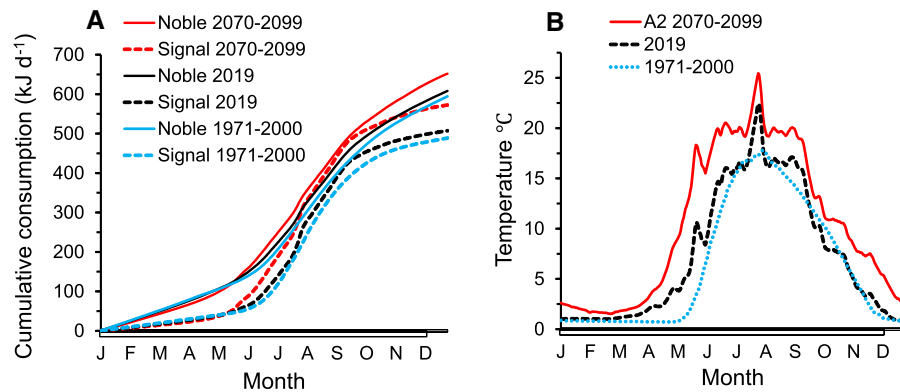 A
Noble 2070-2099
Signal 2070-2099
Noble 2019
Signal 2019
Noble 1971-2000
Signal 1971-2000
Cumulative consumption (kJ d⁻¹)
700
600
500
400
300
200
100
0
J F M A M J J A S O N D
Month
B
A2 2070-2099
2019
1971-2000
Temperature ℃
25
20
15
10
5
0
J F M A M J J A S O N D
Month